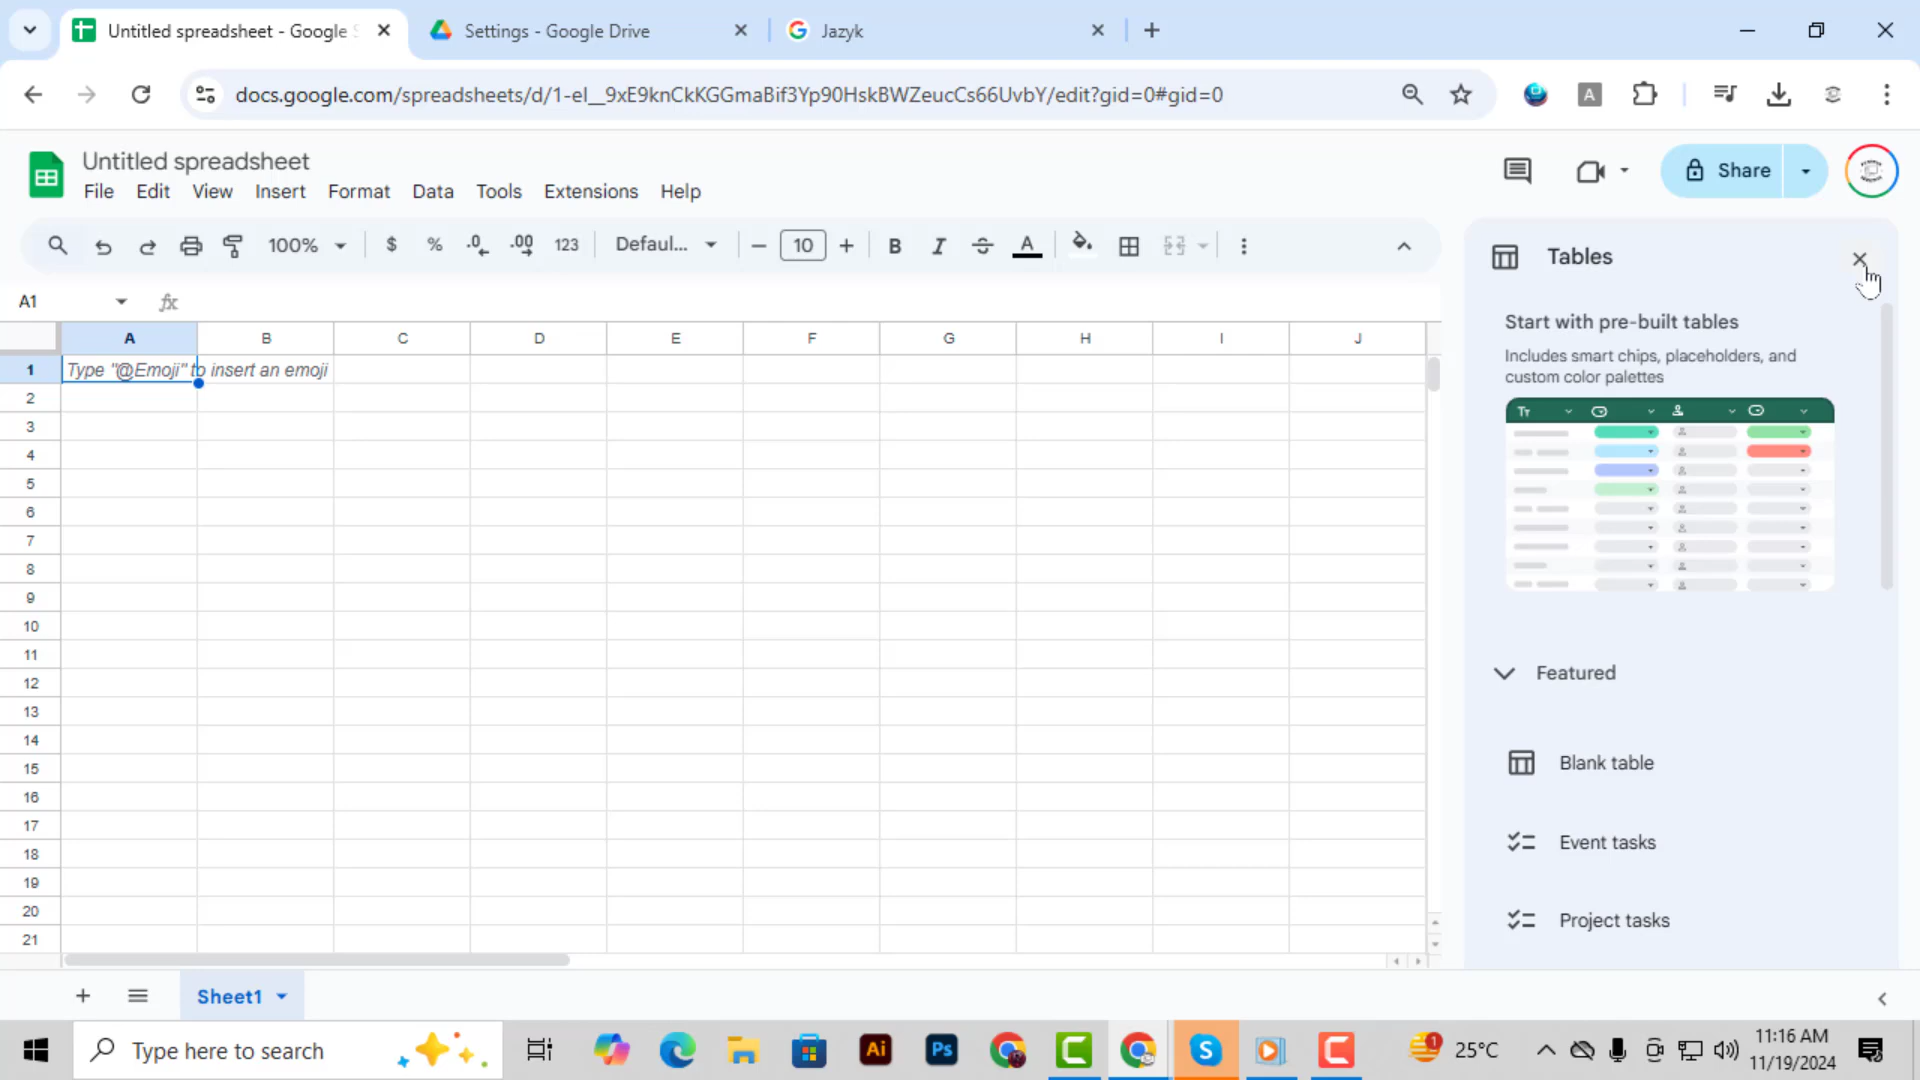 Untitled spreadsheet - Google S
Settings - Google Drive
Jazyk
docs.google.com/spreadsheets/d/1-el__9xE9knCkKGGmaBif3Yp90HskBWZeucCs66UvbY/edit?gid=0#gid=0
A
Untitled spreadsheet
File Edit View Insert Format Data Tools Extensions Help
Share
100% $ % .0 .00 123 Defaul... 10 B I S A
Tables
A1 fx
Start with pre-built tables
Includes smart chips, placeholders, and
custom color palettes
A B C D E F G H I J
1 Type "@Emoji" to insert an emoji
2
3
4
5
6
7
8
9
10
11
12
13
14
15
16
17
18
19
20
21
Tт
Featured
Blank table
Event tasks
Project tasks
Sheet1
Type here to search
Ai
Ps
1
25°C
11:16 AM
11/19/2024